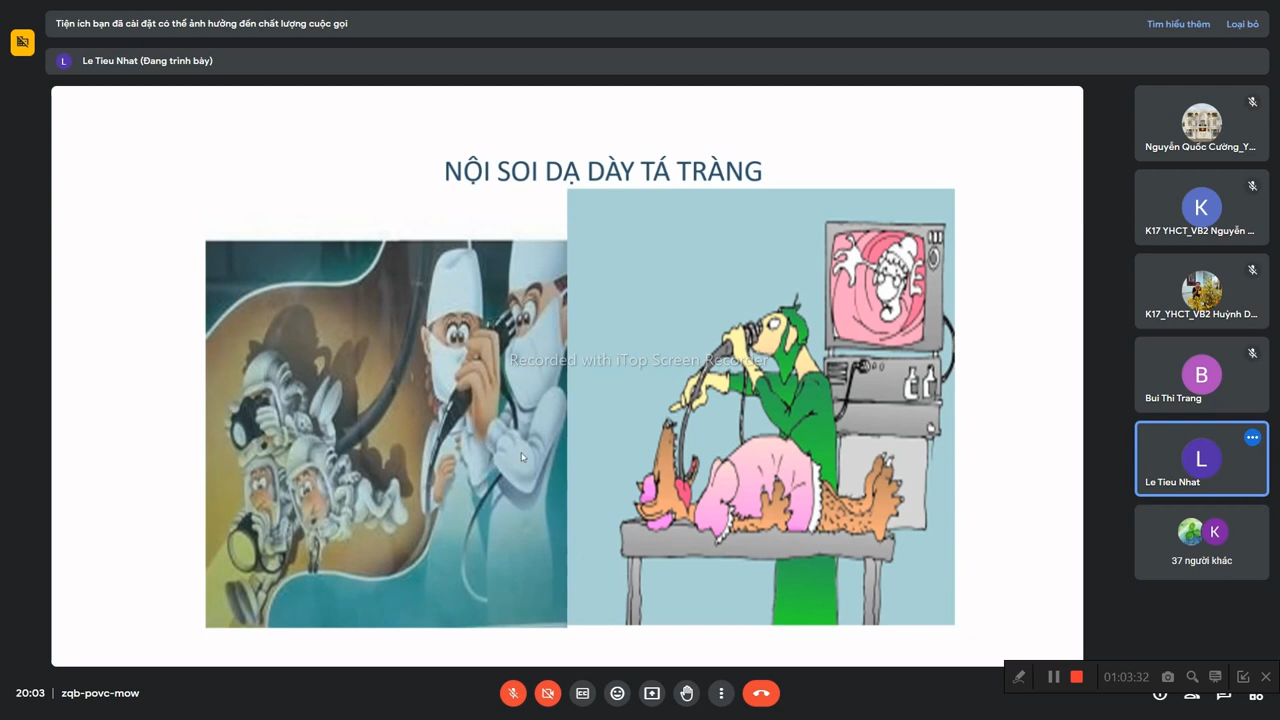 Tiện ích bạn đã cài đặt có thể ảnh hưởng đến chất lượng cuộc gọi
Tìm hiểu thêm
Loại bỏ
L
Le Tieu Nhat (Đang trình bày)
NỘI SOI DẠ DÀY TÁ TRÀNG
Recorded with iTop Screen Recorder
Nguyễn Quốc Cường_Y...
K
K17 YHCT_VB2 Nguyễn ...
K17_YHCT_VB2 Huỳnh D...
B
Bui Thi Trang
L
Le Tieu Nhat
K
37 người khác
20:03 | zqb-povc-mow
01:03:32